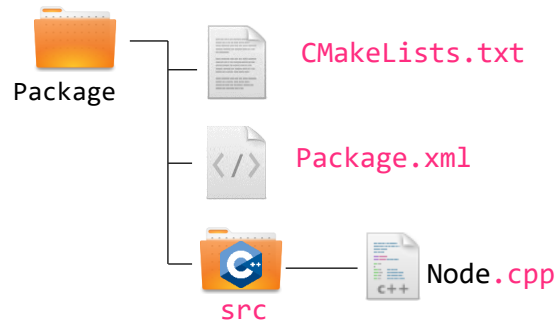 Package
CMakeLists.txt
</>
Package.xml
C++
src
C++
Node.cpp